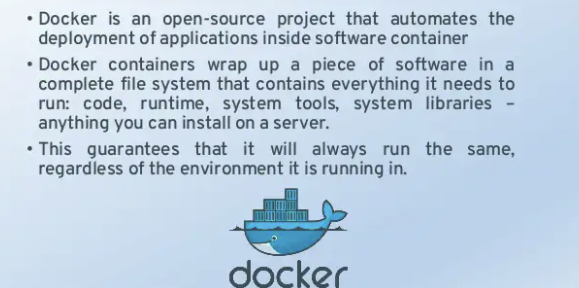 • Docker is an open-source project that automates the
deployment of applications inside software container
• Docker containers wrap up a piece of software in a
complete file system that contains everything it needs to
run: code, runtime, system tools, system libraries –
anything you can install on a server.
• This guarantees that it will always run the same,
regardless of the environment it is running in.
docker